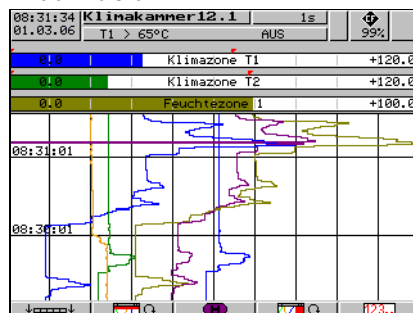 08:31:34 Klimakammer12.1 1s
01.03.06 T1 > 65°C AUS 99%
0.0 Klimazone T1 +120.0
0.0 Klimazone T2 +120.0
0.0 Feuchtezone 1 +100.0
08:31:01
08:30:01
H 123..